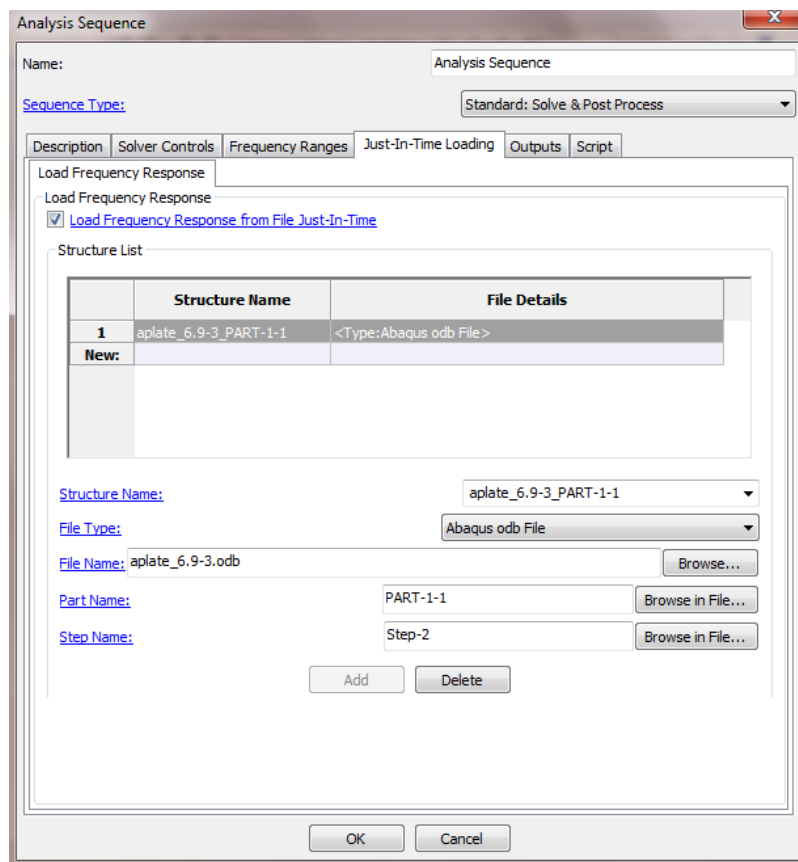 Analysis Sequence
Name: Analysis Sequence
Sequence Type: Standard: Solve & Post Process
Description Solver Controls Frequency Ranges Just-In-Time Loading Outputs Script
Load Frequency Response
Load Frequency Response
Load Frequency Response from File Just-In-Time
Structure List
Structure Name File Details
1 aplate_6.9-3_PART-1-1 <Type:Abaqus odb File>
New:
Structure Name: aplate_6.9-3_PART-1-1
File Type: Abaqus odb File
File Name: aplate_6.9-3.odb Browse...
Part Name: PART-1-1 Browse in File...
Step Name: Step-2 Browse in File...
Add Delete
OK Cancel